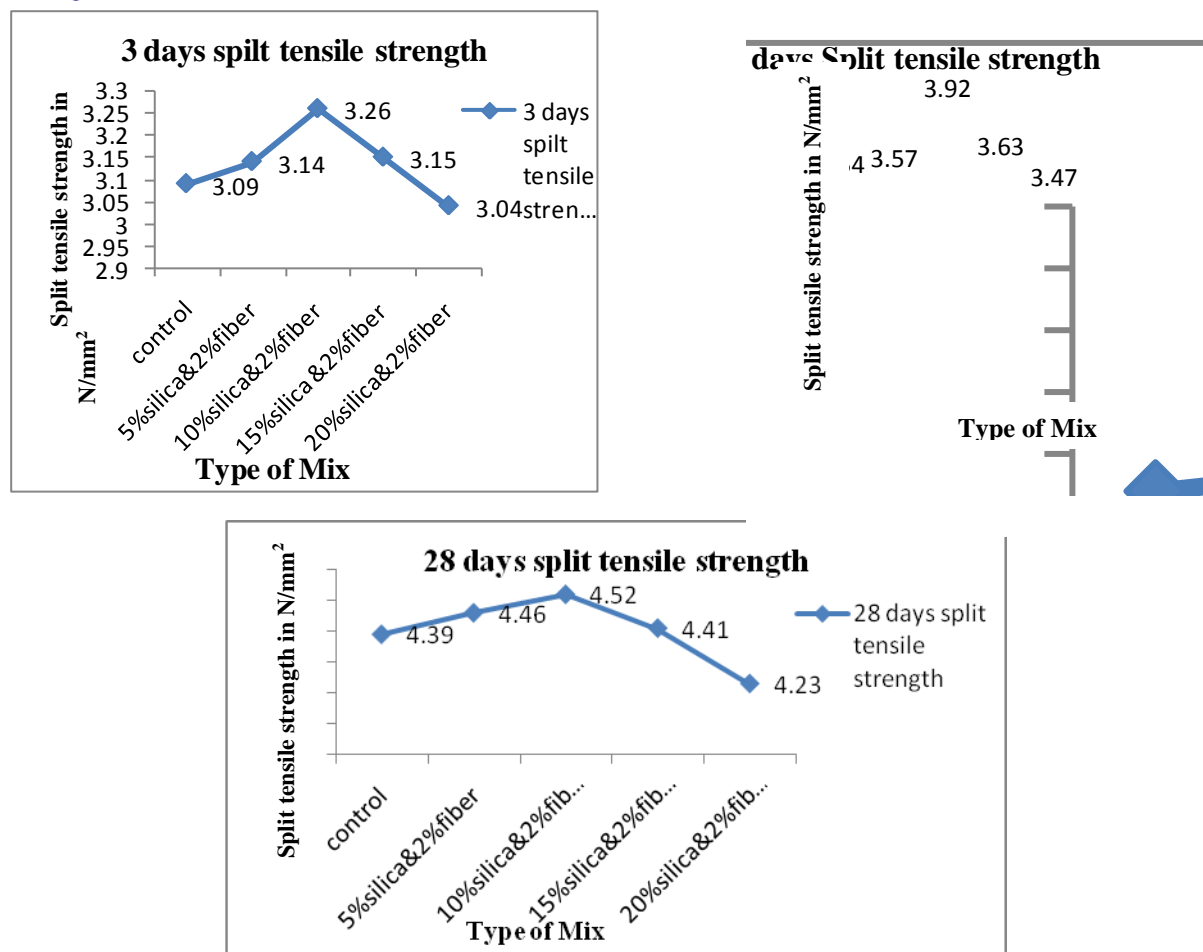 3 days spilt tensile strength
Split tensile strength in
N/mm²
3.3
3.25
3.2
3.15
3.1
3.05
3
2.95
2.9
3.09
3.14
3.26
3.15
3.04
3 days
spilt
tensile
stren...
control
5%silica&2%fiber
10%silica&2%fiber
15%silica &2%fiber
20%silica&2%fiber
Type of Mix
Split tensile strength
Split tensile strength in N/mm²
4
3.57
3.92
3.63
3.47
Type of Mix
28 days split tensile strength
Split tensile strength in N/mm²
4.39
4.46
4.52
4.41
4.23
28 days split
tensile
strength
control
5%silica&2%fiber
10%silica&2%fib...
15%silica&2%fib...
20%silica&2%fib...
Type of Mix